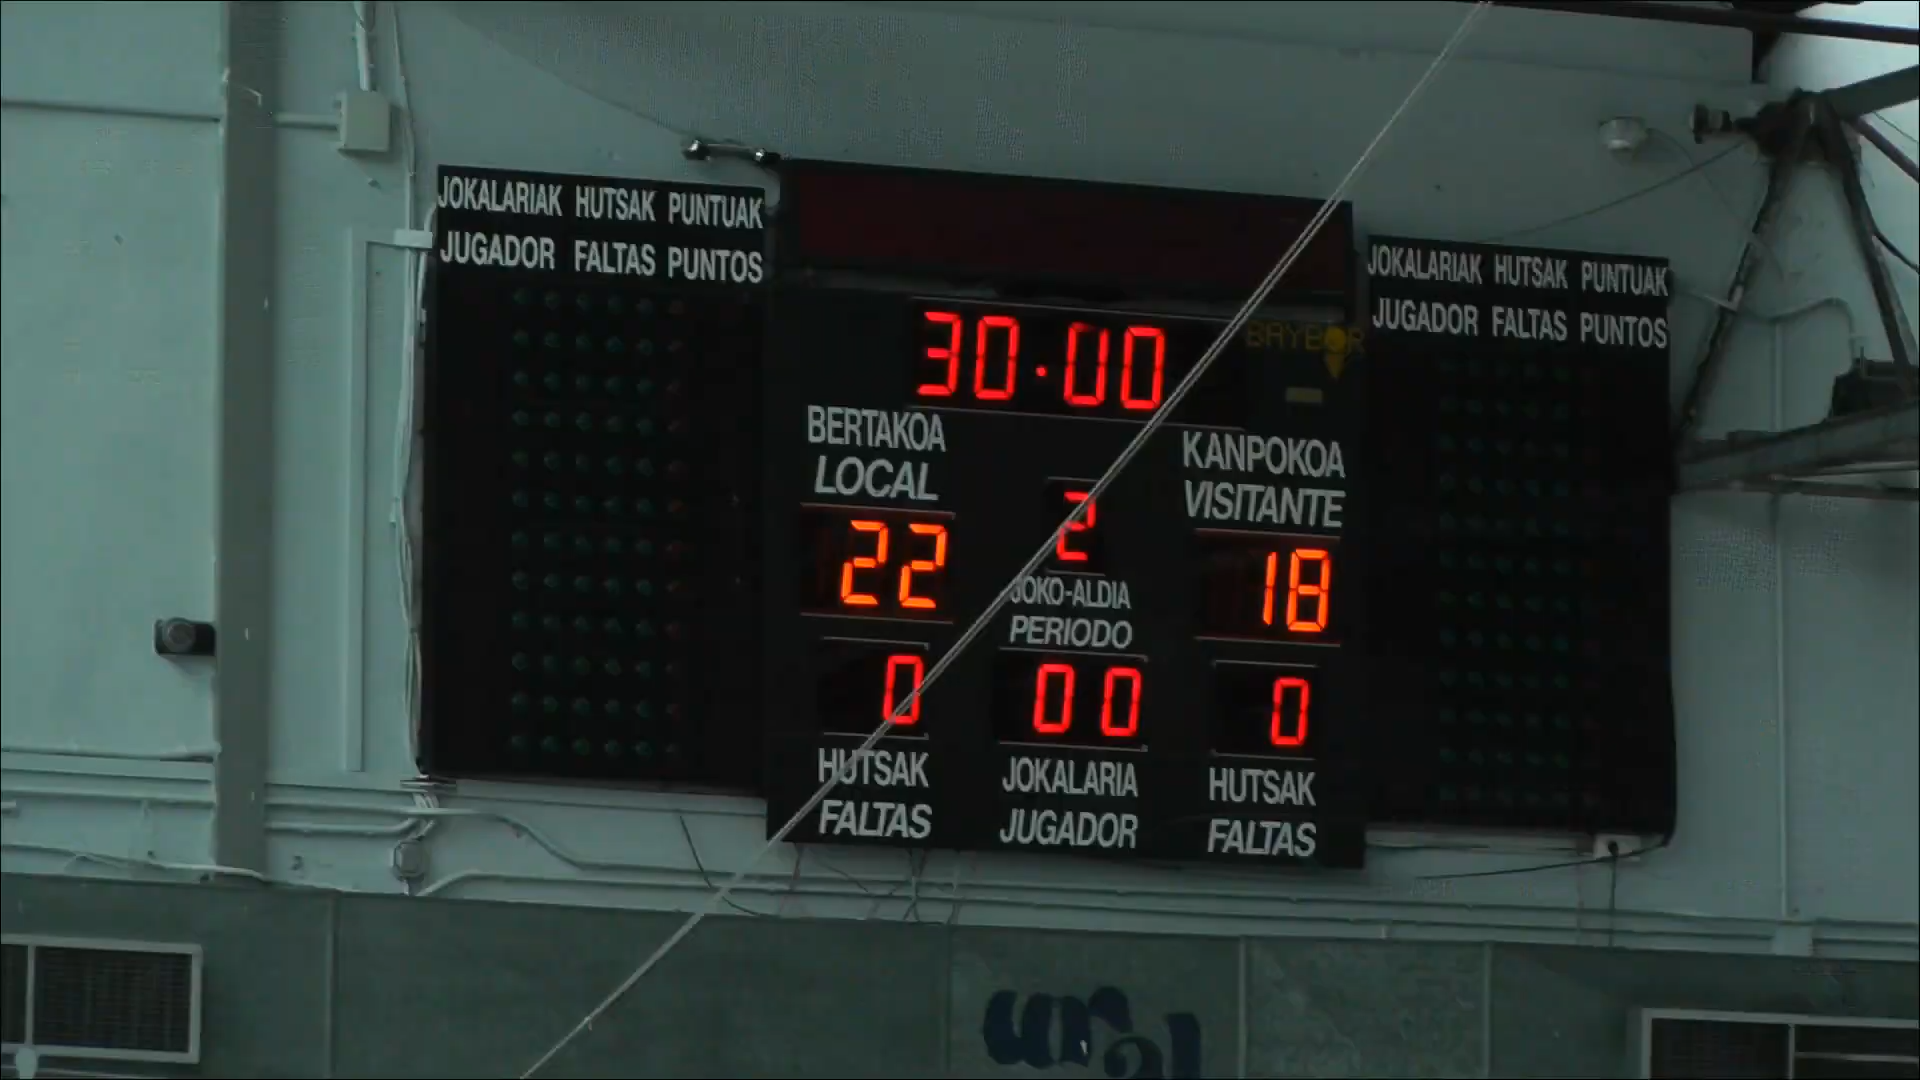 JOKALARIAK HUTSAK PUNTUAK
JUGADOR FALTAS PUNTOS
JOKALARIAK HUTSAK PUNTUAK
JUGADOR FALTAS PUNTOS
30:00
BRYBOR
BERTAKOA
LOCAL
KANPOKOA
VISITANTE
22
2
18
JOKO-ALDIA
PERIODO
0
00
0
HUTSAK
FALTAS
JOKALARIA
JUGADOR
HUTSAK
FALTAS